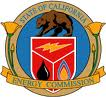 STATE OF CALIFORNIA
ENERGY COMMISSION